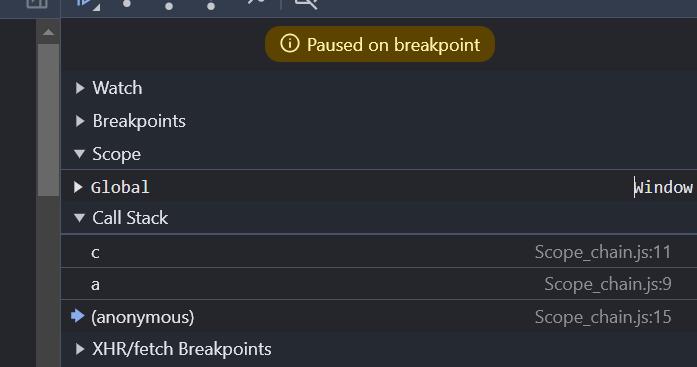 Paused on breakpoint
Watch
Breakpoints
Scope
Global Window
Call Stack
c Scope_chain.js:11
a Scope_chain.js:9
(anonymous) Scope_chain.js:15
XHR/fetch Breakpoints